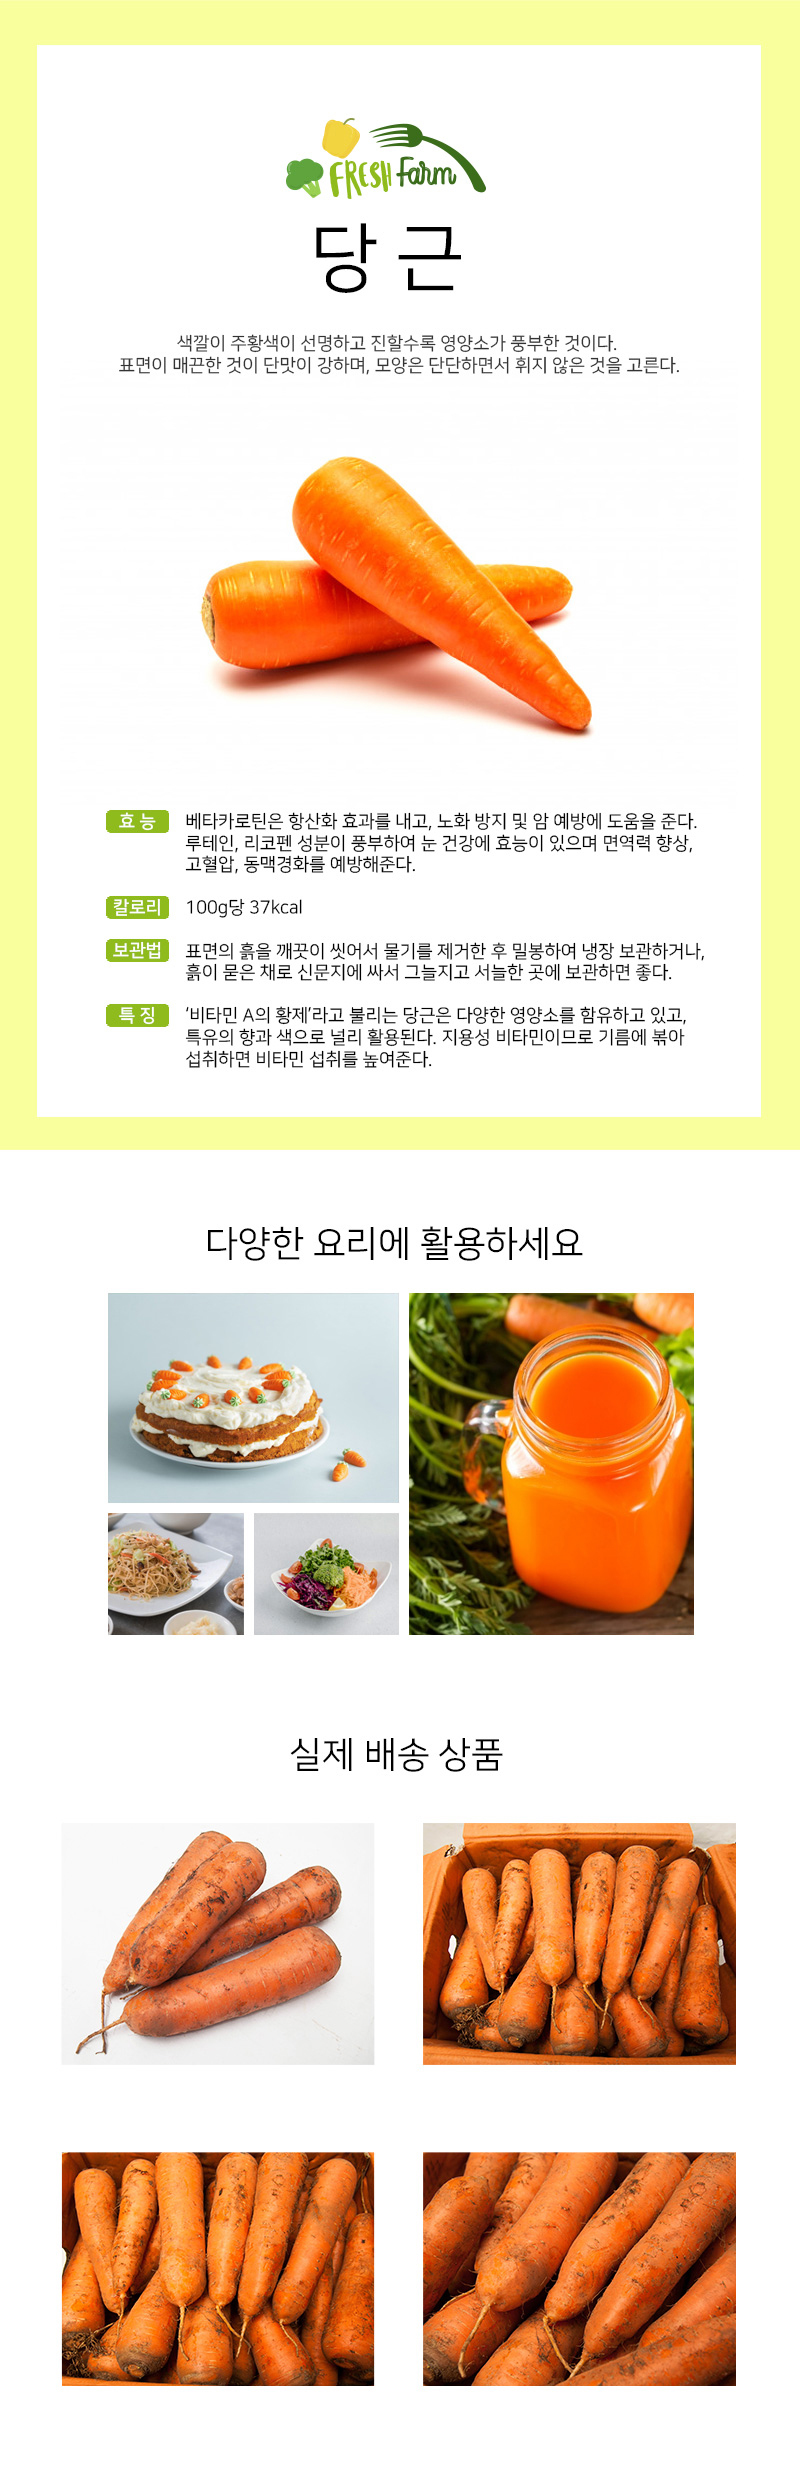 FRESH Farm
당근
색깔이 주황색이 선명하고 진할수록 영양소가 풍부한 것이다.
표면이 매끈한 것이 단맛이 강하며, 모양은 단단하면서 휘지 않은 것을 고른다.
효능 베타카로틴은 항산화 효과를 내고, 노화 방지 및 암 예방에 도움을 준다.
루테인, 리코펜 성분이 풍부하여 눈 건강에 효능이 있으며 면역력 향상,
고혈압, 동맥경화를 예방해준다.
칼로리 100g당 37kcal
보관법 표면의 흙을 깨끗이 씻어서 물기를 제거한 후 밀봉하여 냉장 보관하거나,
흙이 묻은 채로 신문지에 싸서 그늘지고 서늘한 곳에 보관하면 좋다.
특징 ‘비타민 A의 황제’라고 불리는 당근은 다양한 영양소를 함유하고 있고,
특유의 향과 색으로 널리 활용된다. 지용성 비타민이므로 기름에 볶아
섭취하면 비타민 섭취를 높여준다.
다양한 요리에 활용하세요
실제 배송 상품